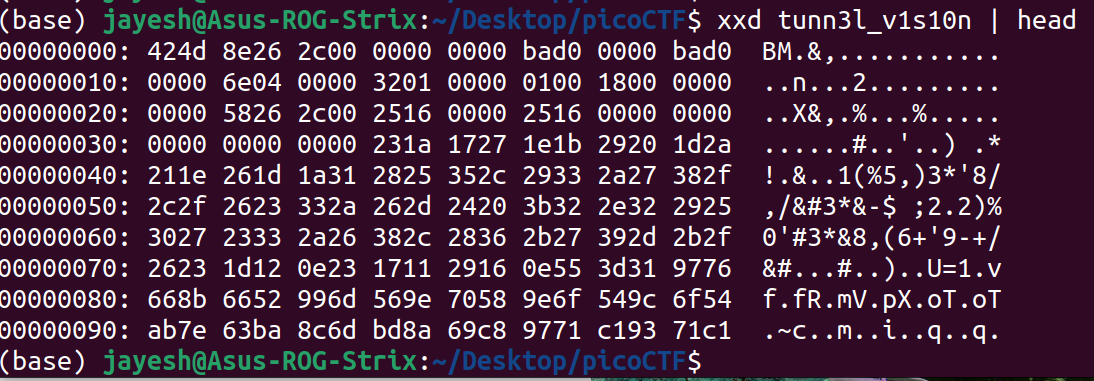 (base) jayesh@Asus-ROG-Strix:~/Desktop/picoCTF$ xxd tunn3l_v1s10n | head
00000000: 424d 8e26 2c00 0000 0000 bad0 0000 bad0  BM.&,...........
00000010: 0000 6e04 0000 3201 0000 0100 1800 0000  ..n...2.........
00000020: 0000 5826 2c00 2516 0000 2516 0000 0000  ..X&,.%...%.....
00000030: 0000 0000 0000 231a 1727 1e1b 2920 1d2a  ......#..'..) .*
00000040: 211e 261d 1a31 2825 352c 2933 2a27 382f  !.&..1(%5,)3*'8/
00000050: 2c2f 2623 332a 262d 2420 3b32 2e32 2925  ,/&#3*&-$ ;2.2)%
00000060: 3027 2333 2a26 382c 2836 2b27 392d 2b2f  0'#3*&8,(6+'9-+/
00000070: 2623 1d12 0e23 1711 2916 0e55 3d31 9776  &#...#..)..U=1.v
00000080: 668b 6652 996d 569e 7058 9e6f 549c 6f54  f.fR.mV.pX.oT.oT
00000090: ab7e 63ba 8c6d bd8a 69c8 9771 c193 71c1  .~c..m..i..q..q.
(base) jayesh@Asus-ROG-Strix:~/Desktop/picoCTF$